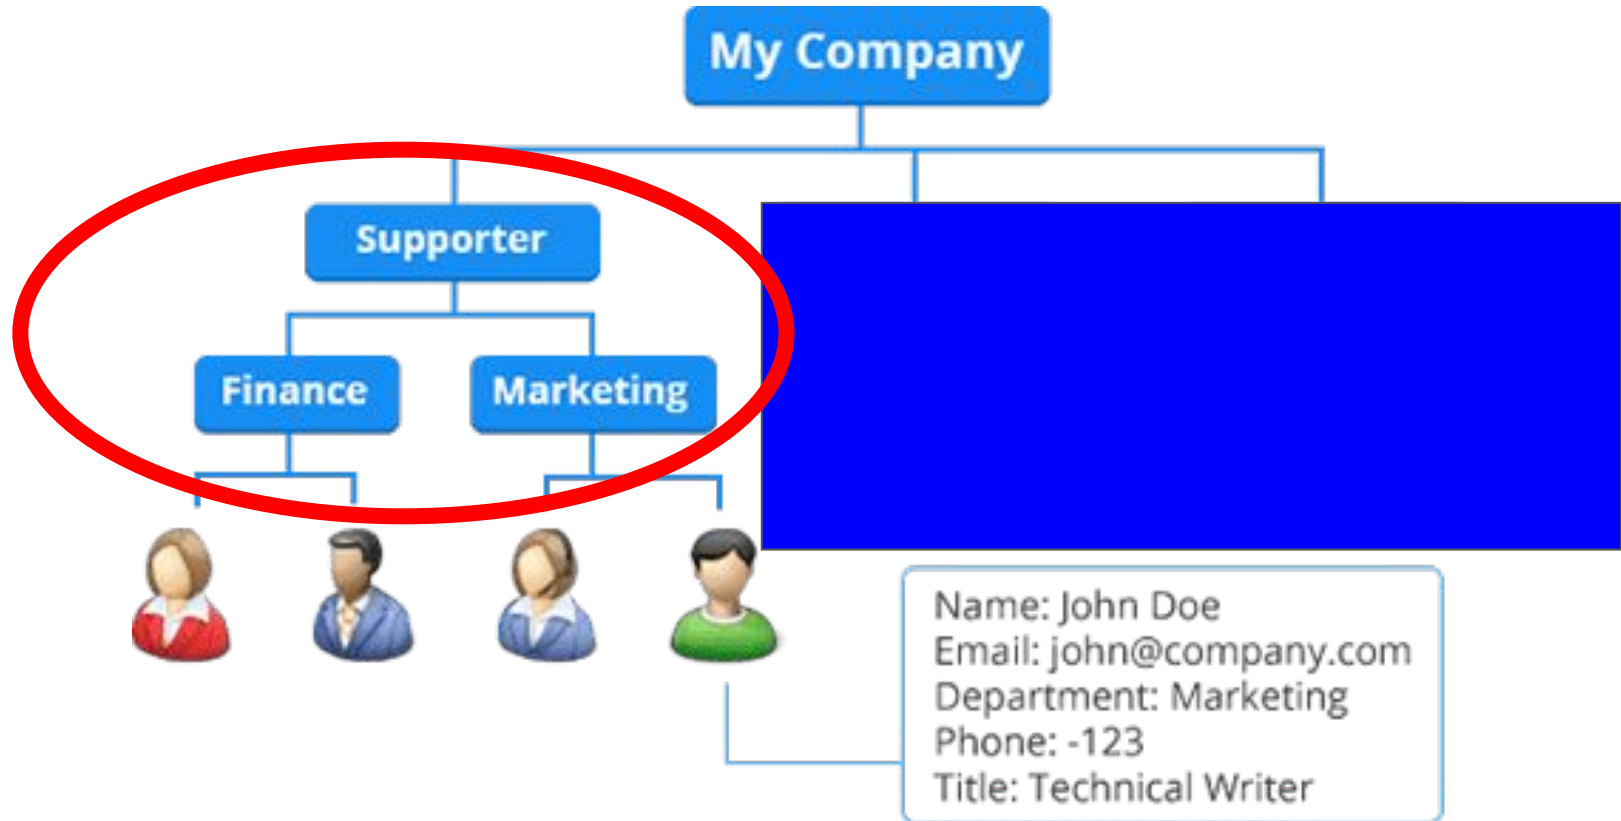 My Company
Supporter
Finance
Marketing
Name: John Doe
Email: john@company.com
Department: Marketing
Phone: -123
Title: Technical Writer